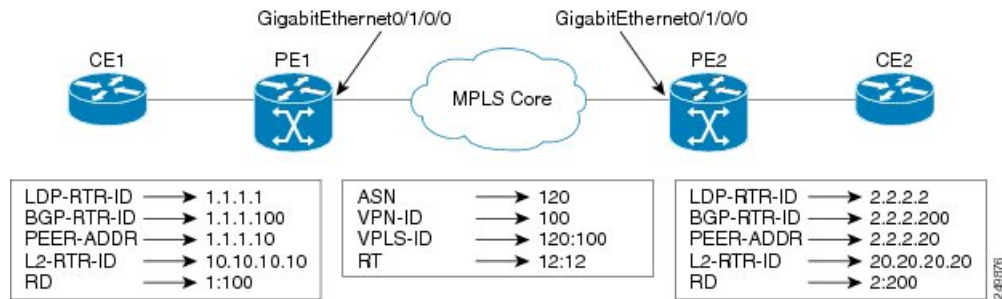 GigabitEthernet0/1/0/0
GigabitEthernet0/1/0/0
CE1
PE1
MPLS Core
PE2
CE2
LDP-RTR-ID 1.1.1.1
BGP-RTR-ID 1.1.1.100
PEER-ADDR 1.1.1.10
L2-RTR-ID 10.10.10.10
RD 1:100
ASN 120
VPN-ID 100
VPLS-ID 120:100
RT 12:12
LDP-RTR-ID 2.2.2.2
BGP-RTR-ID 2.2.2.200
PEER-ADDR 2.2.2.20
L2-RTR-ID 20.20.20.20
RD 2:200
249876